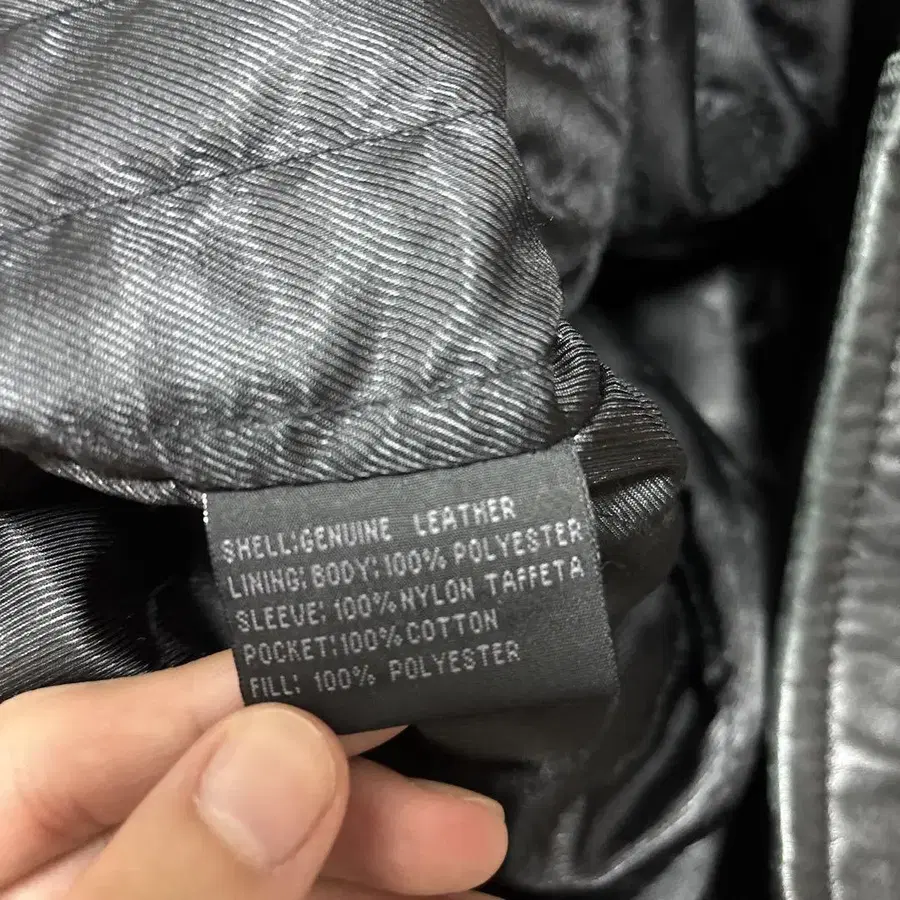 SHELL:GENUINE LEATHER
LINING:BODY:100% POLYESTER
SLEEVE:100% NYLON TAFFETA
POCKET:100% COTTON
FILL: 100% POLYESTER